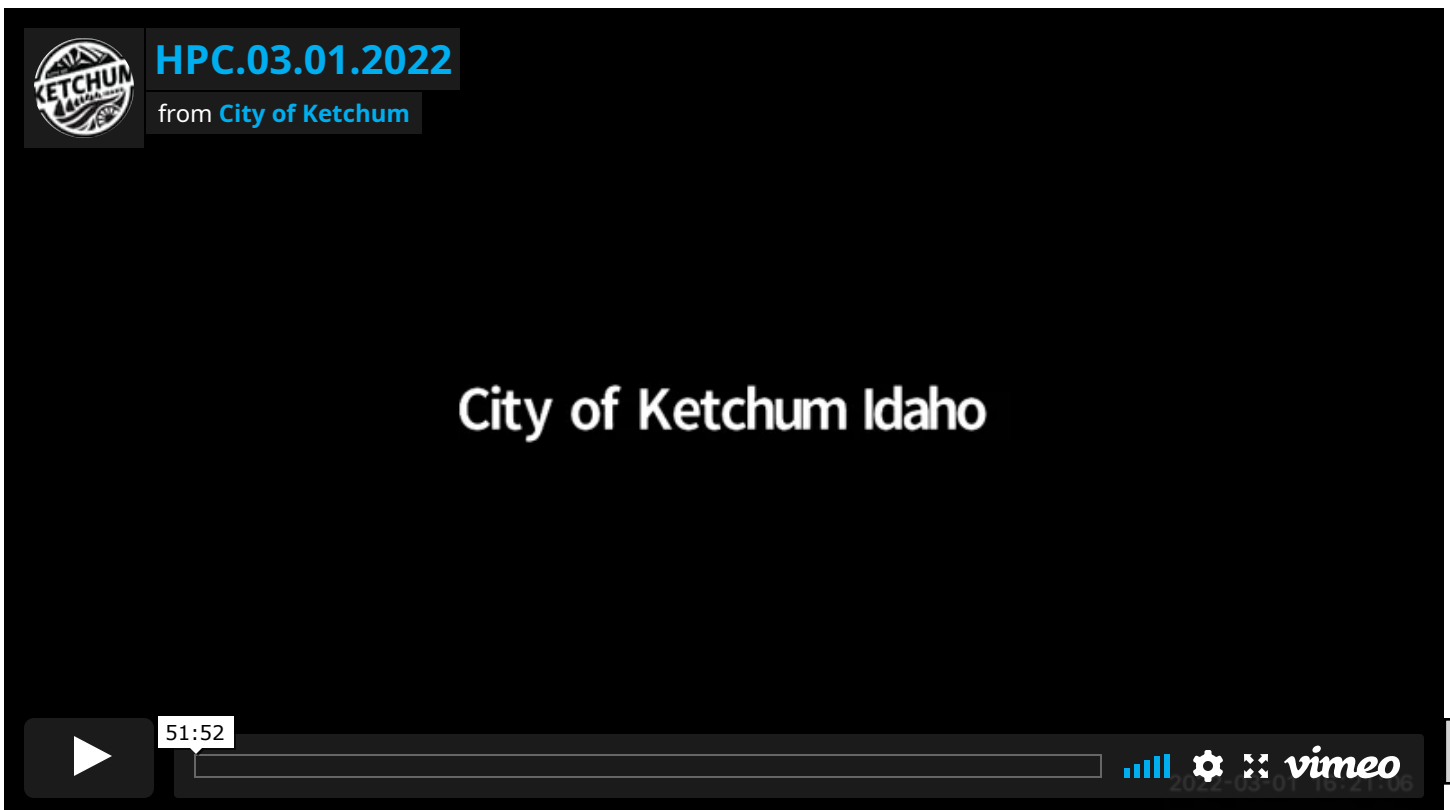 KETCHUM
HPC.03.01.2022
from City of Ketchum
City of Ketchum Idaho
51:52
vimeo
2022-03-01 16:21:06